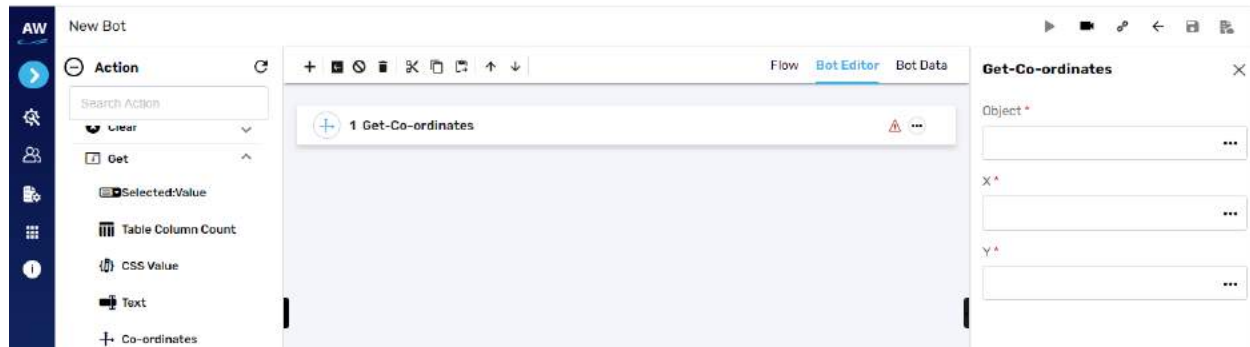 AW
New Bot
Action
Search Action
Clear
Get
Selected:Value
Table Column Count
CSS Value
Text
Co-ordinates
Flow Bot Editor Bot Data
1 Get-Co-ordinates
Get-Co-ordinates
Object *
X *
Y *